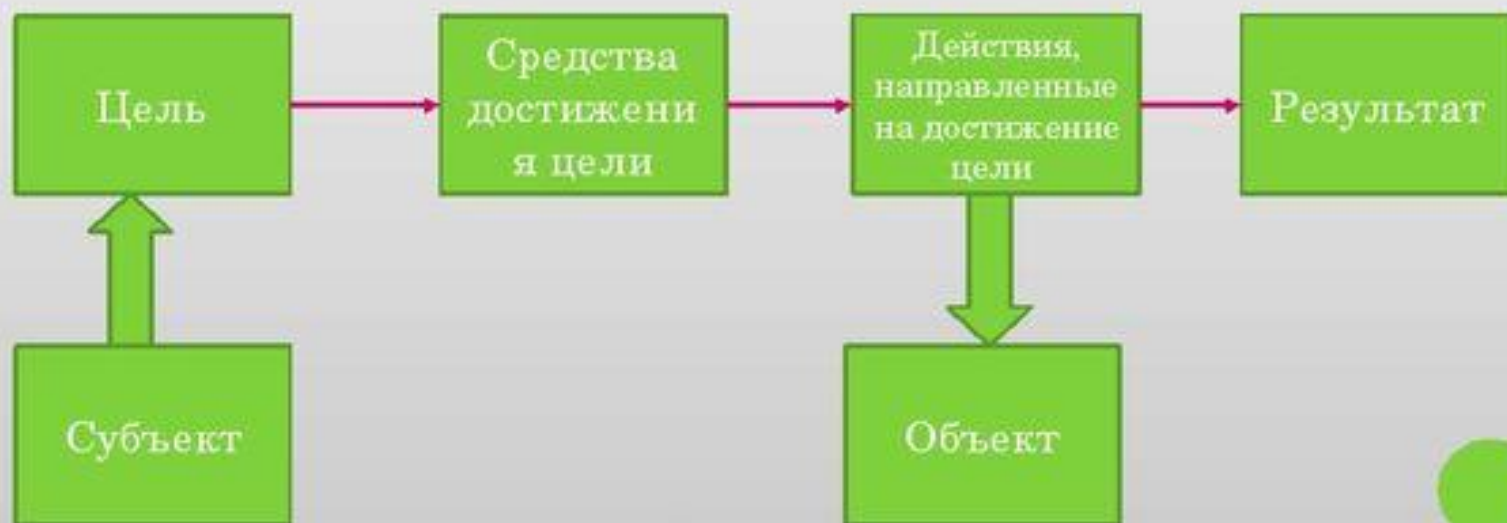 Цель
Средства
достижени
я цели
Действия,
направленные
на достижение
цели
Результат
Субъект
Объект